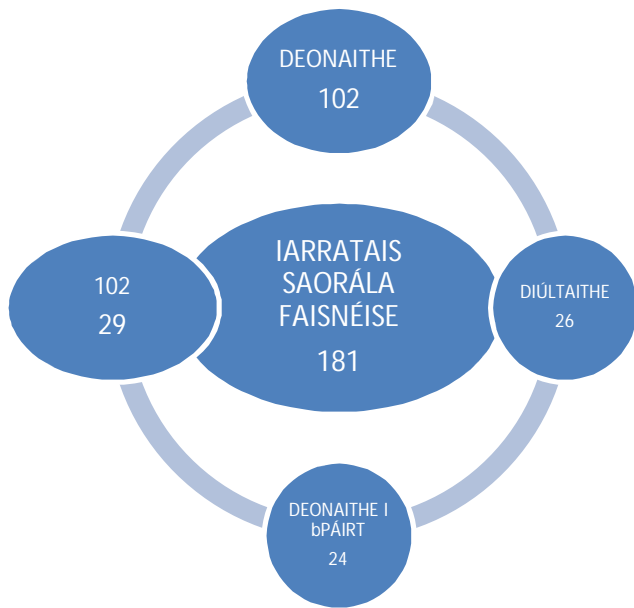 DEONAITHE
102
IARRATAIS
SAORÁLA
FAISNÉISE
181
102
29
DIÚLTAITHE
26
DEONAITHE I
bPÁIRT
24